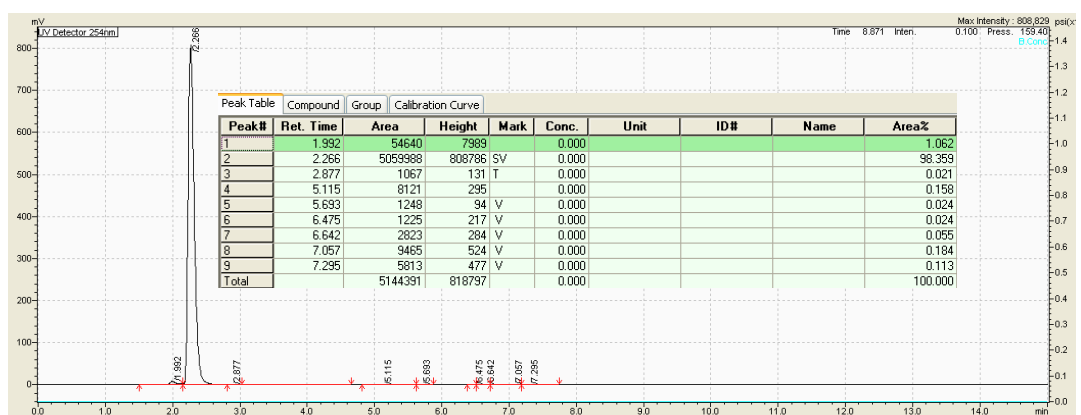 mV Max Intensity : 808,829 psi(x
UV Detector 254nm Time 8.871 Inten. 0.100 Press. 159.40
B.Conc
/2.266
800 1.4
1.3
700 1.2
Peak Table Compound Group Calibration Curve
Peak# Ret. Time Area Height Mark Conc. Unit ID# Name Area%
1 1.992 54640 7989 0.000 1.062
2 2.266 5059988 808786 SV 0.000 98.359
3 2.877 1067 131 T 0.000 0.021
4 5.115 8121 295 0.000 0.158
5 5.693 1248 94 V 0.000 0.024
6 6.475 1225 217 V 0.000 0.024
7 6.642 2823 284 V 0.000 0.055
8 7.057 9465 524 V 0.000 0.184
9 7.295 5813 477 V 0.000 0.113
Total 5144391 818797 0.000 100.000
600 1.1
1.0
500 0.9
0.8
400 0.7
0.6
300 0.5
200 0.4
0.3
100 0.2
/1.992 /2.877 /5.115 /5.693 /6.475 /6.642 /7.057 /7.295
0.1
0
0.0
0.0 1.0 2.0 3.0 4.0 5.0 6.0 7.0 8.0 9.0 10.0 11.0 12.0 13.0 14.0 min